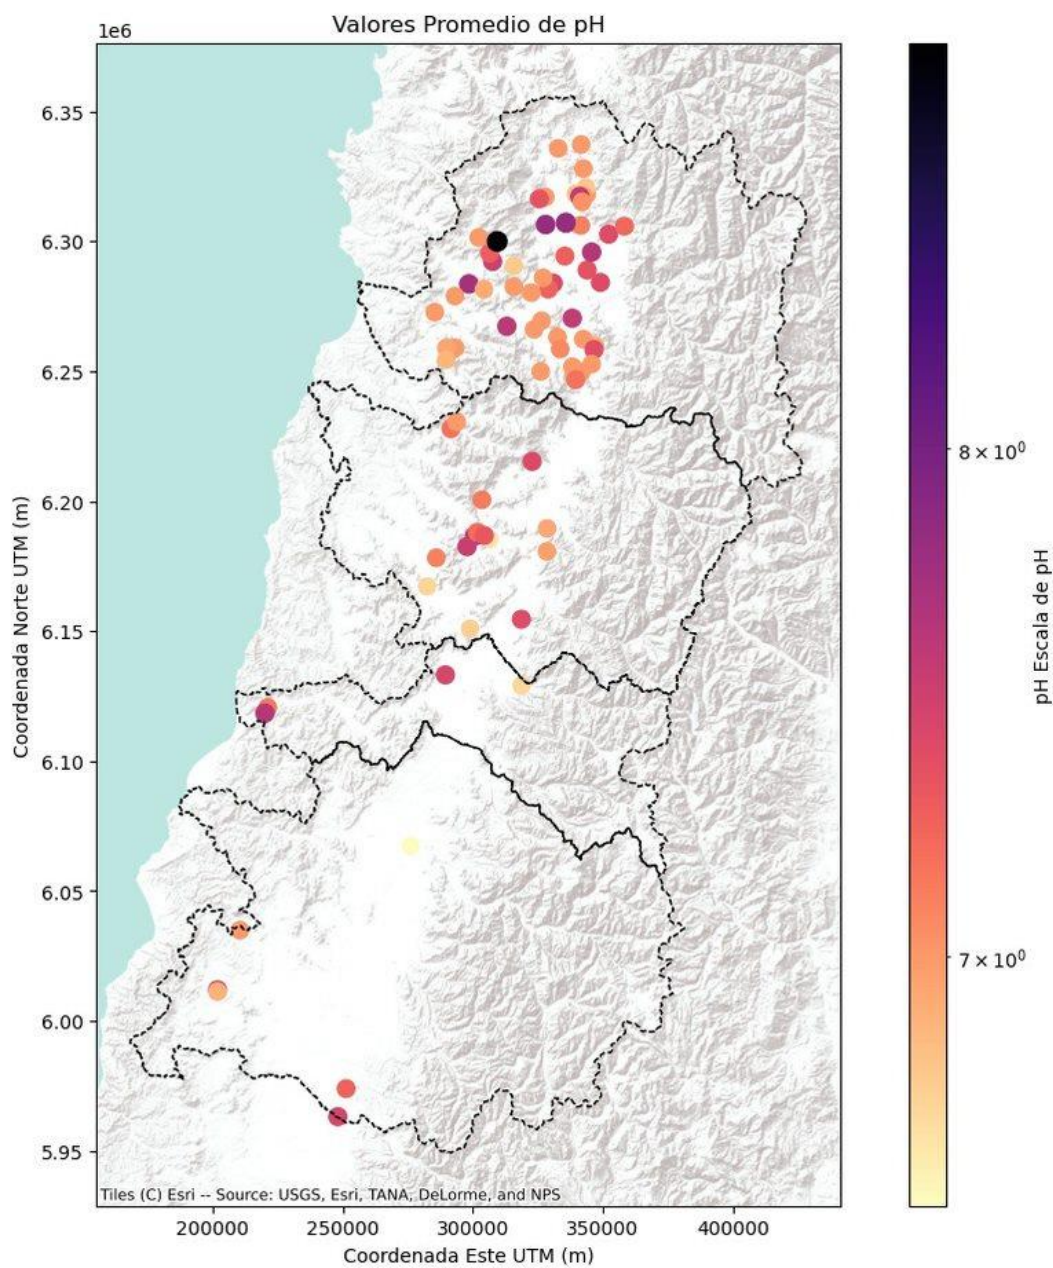 Valores Promedio de pH
1e6
6.35
6.30
6.25
6.20
6.15
6.10
6.05
6.00
5.95
Coordenada Norte UTM (m)
Tiles (C) Esri -- Source: USGS, Esri, TANA, DeLorme, and NPS
200000 250000 300000 350000 400000
Coordenada Este UTM (m)
8 × 10⁰
7 × 10⁰
pH Escala de pH